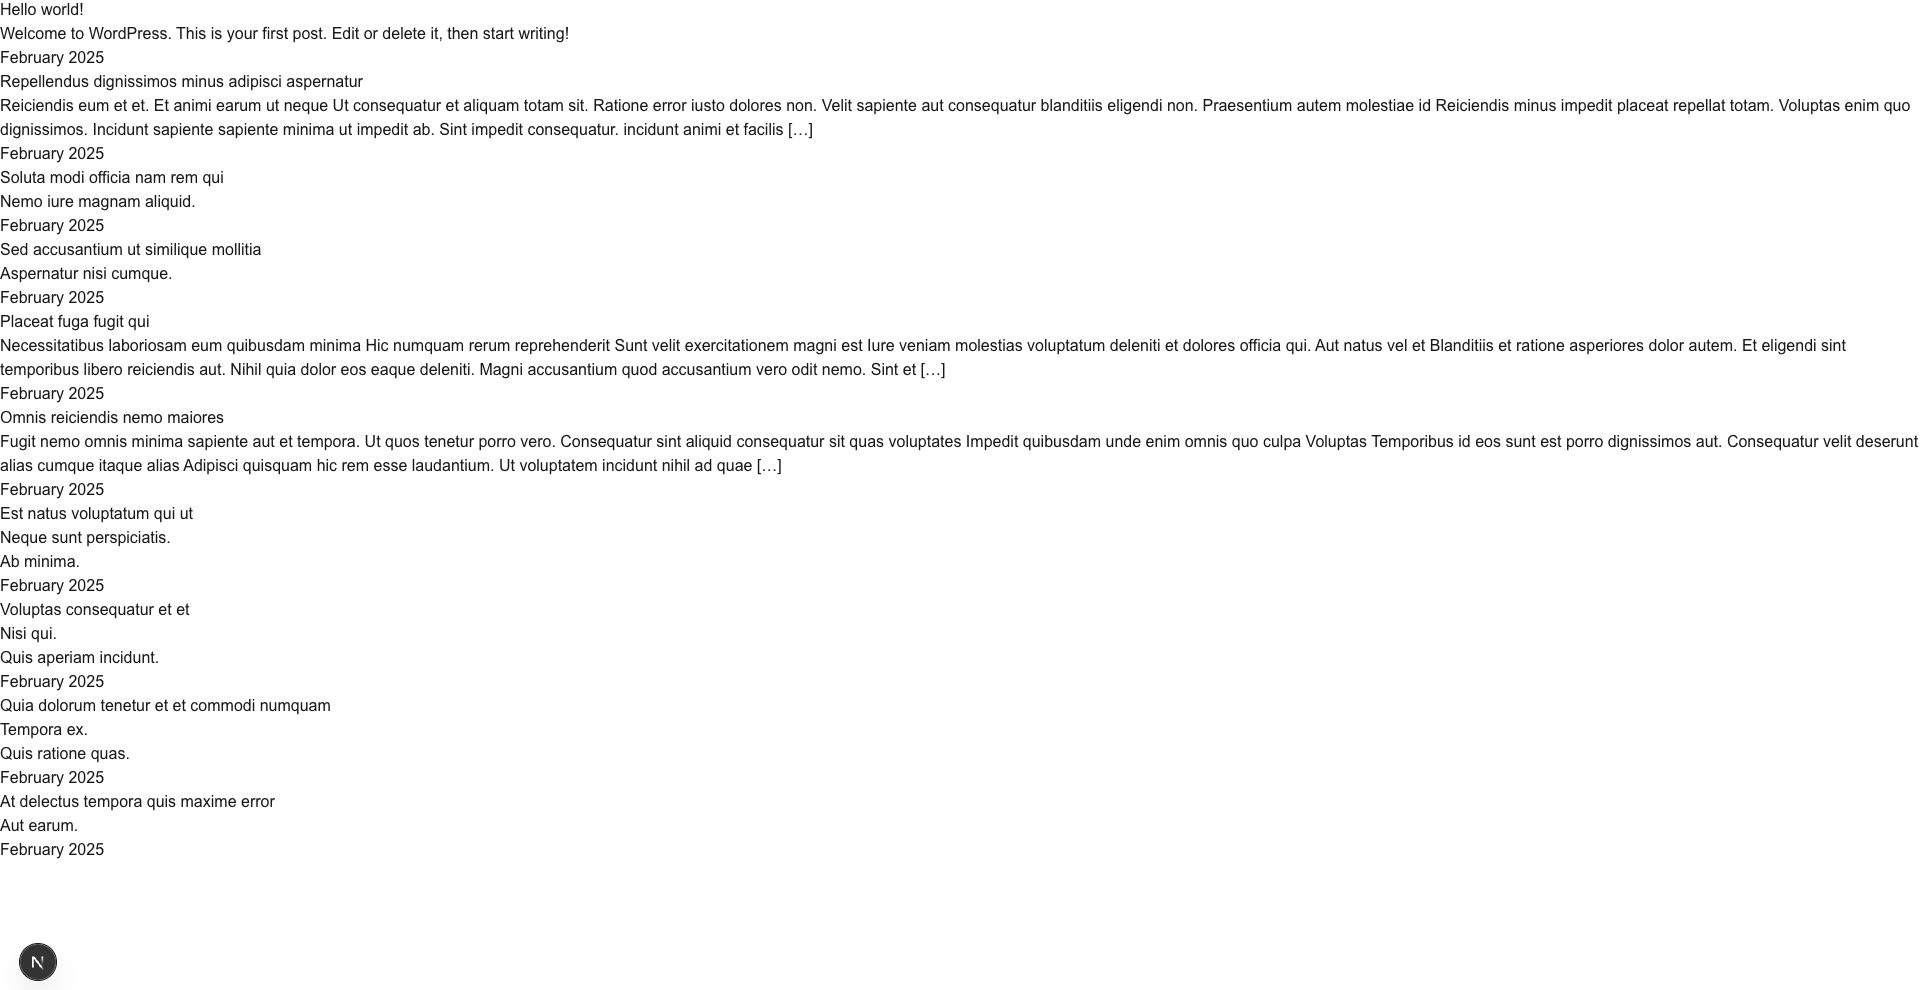 Hello world!
Welcome to WordPress. This is your first post. Edit or delete it, then start writing!
February 2025
Repellendus dignissimos minus adipisci aspernatur
Reiciendis eum et et. Et animi earum ut neque Ut consequatur et aliquam totam sit. Ratione error iusto dolores non. Velit sapiente aut consequatur blanditiis eligendi non. Praesentium autem molestiae id Reiciendis minus impedit placeat repellat totam. Voluptas enim quo
dignissimos. Incidunt sapiente sapiente minima ut impedit ab. Sint impedit consequatur. incidunt animi et facilis […]
February 2025
Soluta modi officia nam rem qui
Nemo iure magnam aliquid.
February 2025
Sed accusantium ut similique mollitia
Aspernatur nisi cumque.
February 2025
Placeat fuga fugit qui
Necessitatibus laboriosam eum quibusdam minima Hic numquam rerum reprehenderit Sunt velit exercitationem magni est Iure veniam molestias voluptatum deleniti et dolores officia qui. Aut natus vel et Blanditiis et ratione asperiores dolor autem. Et eligendi sint
temporibus libero reiciendis aut. Nihil quia dolor eos eaque deleniti. Magni accusantium quod accusantium vero odit nemo. Sint et […]
February 2025
Omnis reiciendis nemo maiores
Fugit nemo omnis minima sapiente aut et tempora. Ut quos tenetur porro vero. Consequatur sint aliquid consequatur sit quas voluptates Impedit quibusdam unde enim omnis quo culpa Voluptas Temporibus id eos sunt est porro dignissimos aut. Consequatur velit deserunt
alias cumque itaque alias Adipisci quisquam hic rem esse laudantium. Ut voluptatem incidunt nihil ad quae […]
February 2025
Est natus voluptatum qui ut
Neque sunt perspiciatis.
Ab minima.
February 2025
Voluptas consequatur et et
Nisi qui.
Quis aperiam incidunt.
February 2025
Quia dolorum tenetur et et commodi numquam
Tempora ex.
Quis ratione quas.
February 2025
At delectus tempora quis maxime error
Aut earum.
February 2025
N